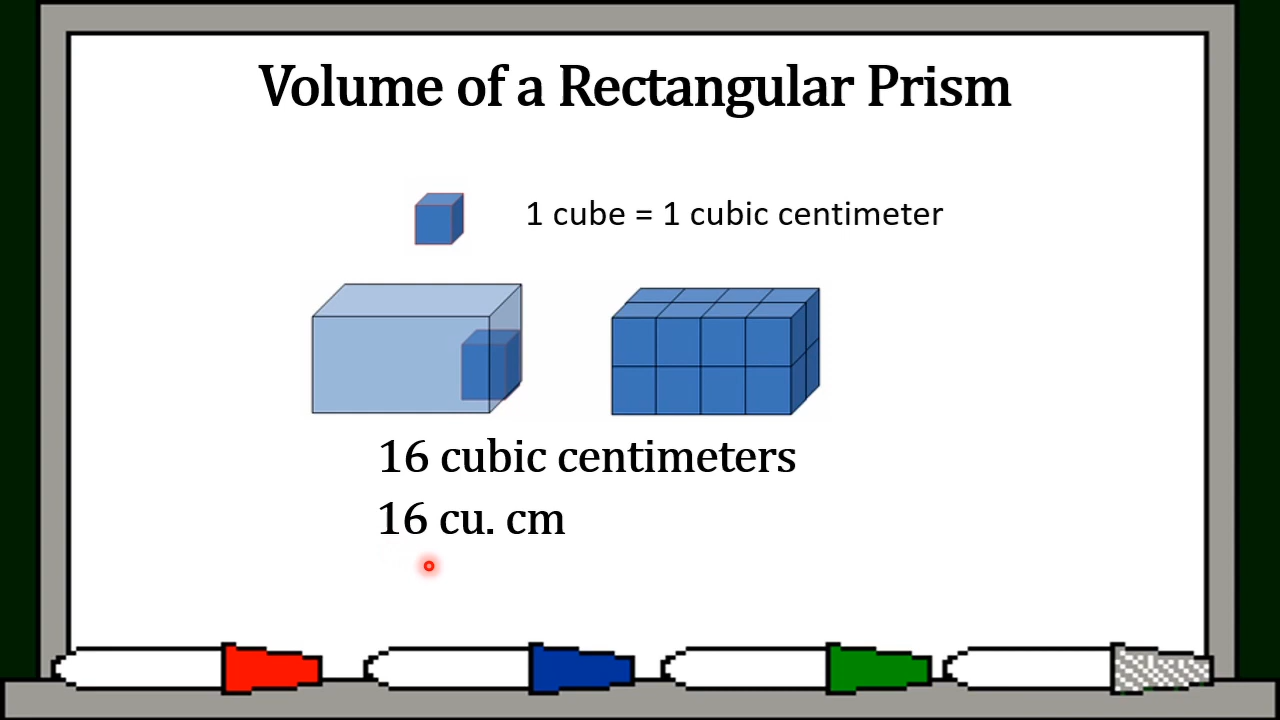 Volume of a Rectangular Prism
1 cube = 1 cubic centimeter
16 cubic centimeters
16 cu. cm